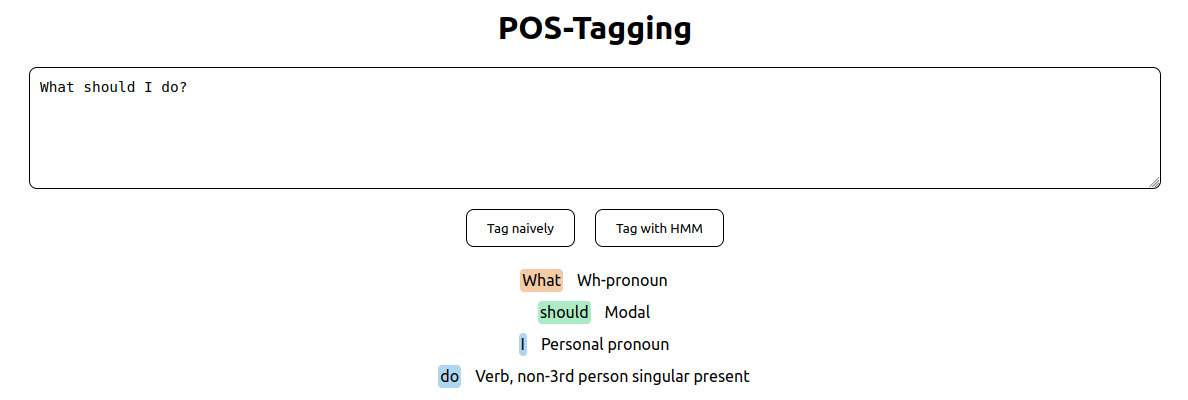 POS-Tagging
What should I do?
Tag naively Tag with HMM
What Wh-pronoun
should Modal
I Personal pronoun
do Verb, non-3rd person singular present